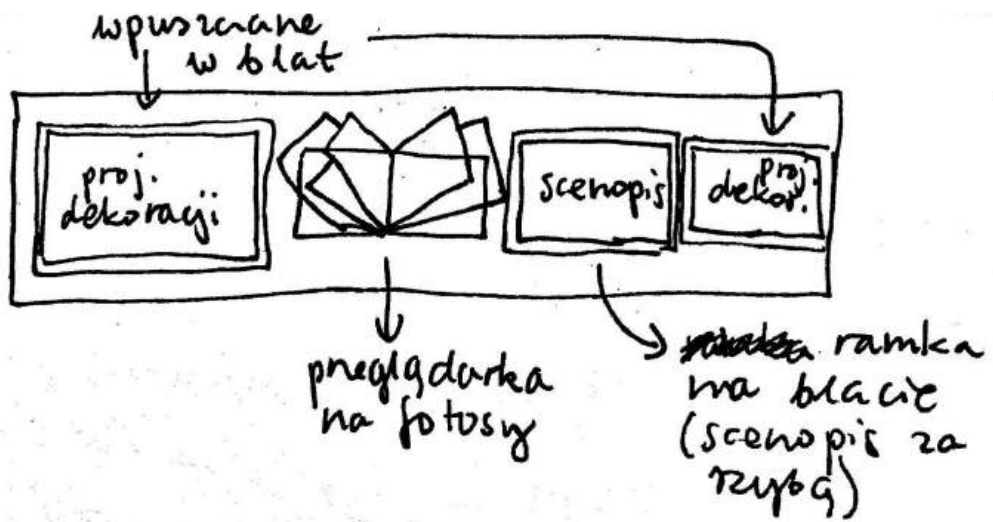 wpuszczane
w blat
proj.
dekoracji
scenopis
proj.
dekor.
przeglądarka
na fotosy
ramka
na blacie
(scenopis za
szybą)